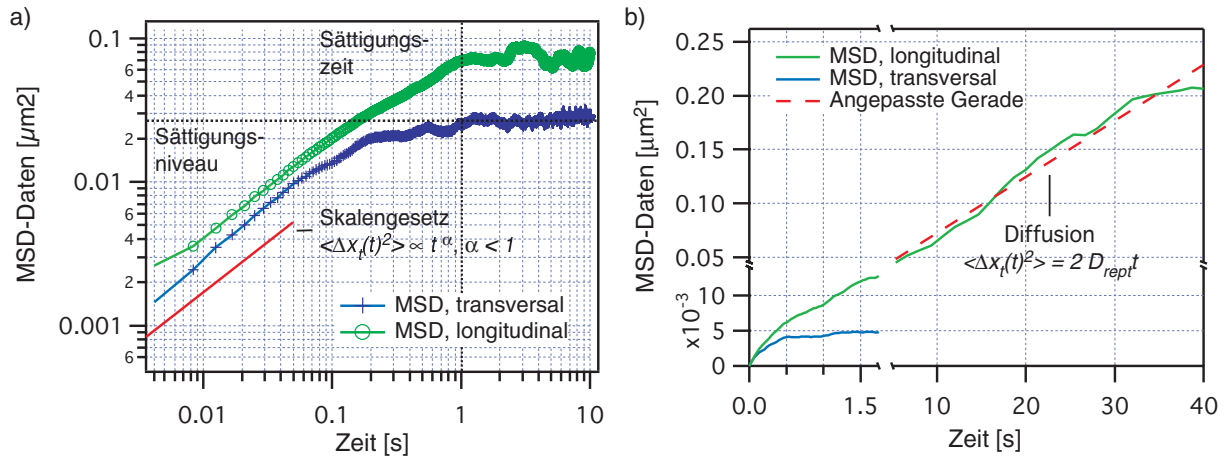 a)
MSD-Daten [µm2]
0.1
6
4
2
0.01
6
4
2
0.001
6
Sättigungs-
zeit
Sättigungs-
niveau
Skalengesetz
<Δx_t(t)²> ∝ t^α, α < 1
MSD, transversal
MSD, longitudinal
0.01
0.1
1
10
Zeit [s]
b)
MSD-Daten [µm²]
0.25
0.20
0.15
0.10
0.05
10
5
0
x10⁻³
MSD, longitudinal
MSD, transversal
Angepasste Gerade
Diffusion
<Δx_t(t)²> = 2 D_rept t
0.0
1.5
10
20
30
40
Zeit [s]